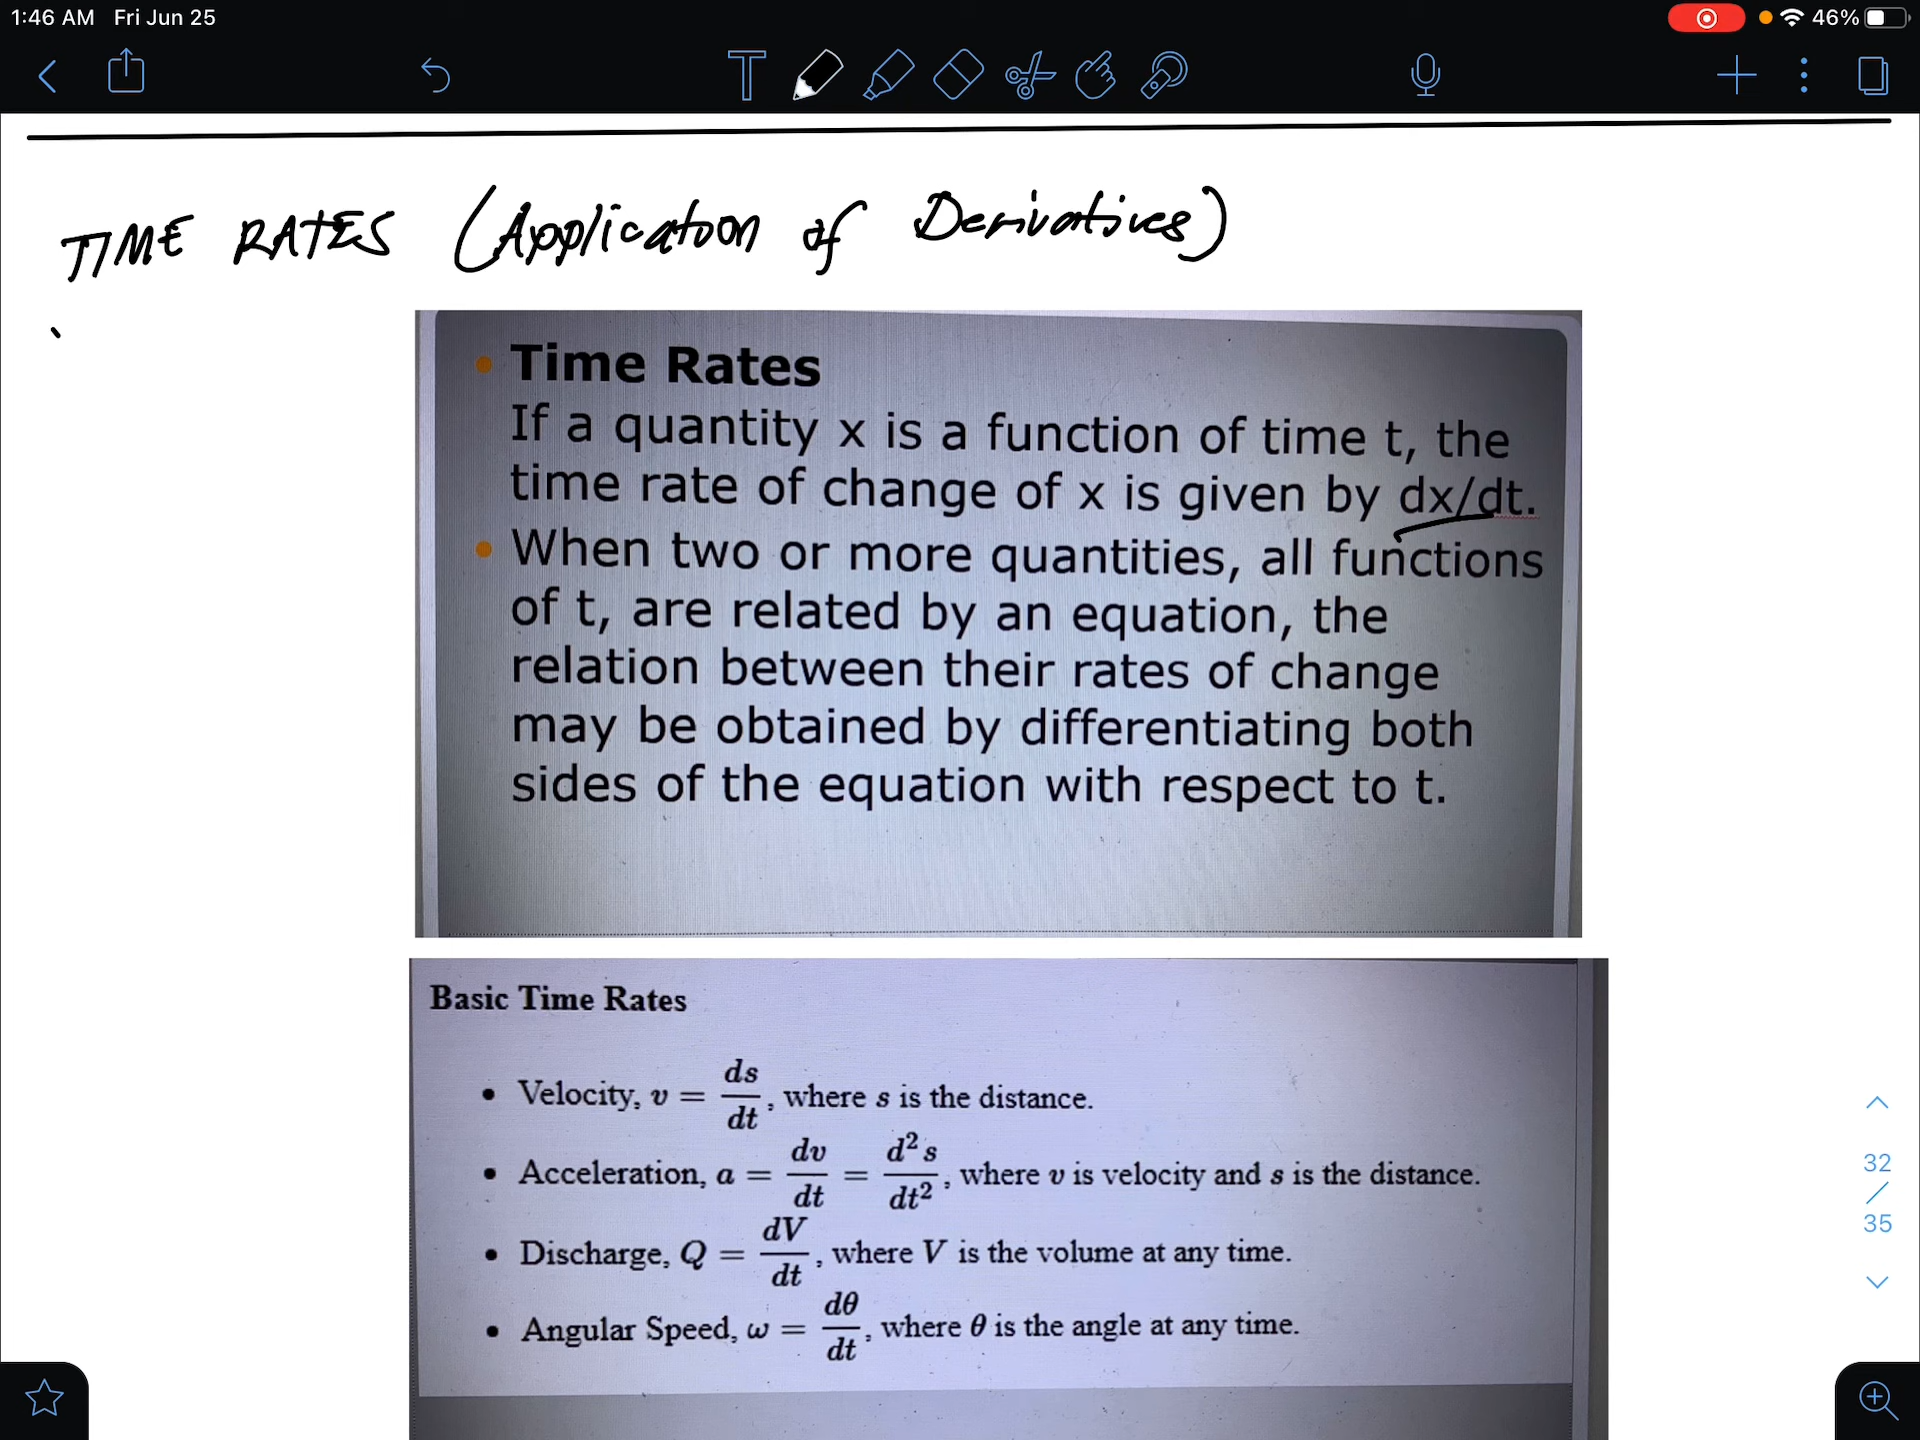 1:46 AM Fri Jun 25
46%
T
TIME RATES (Application of Derivatives)
• Time Rates
If a quantity x is a function of time t, the
time rate of change of x is given by dx/dt.
• When two or more quantities, all functions
of t, are related by an equation, the
relation between their rates of change
may be obtained by differentiating both
sides of the equation with respect to t.
Basic Time Rates
• Velocity, v = ds/dt, where s is the distance.
• Acceleration, a = dv/dt = d²s/dt², where v is velocity and s is the distance.
• Discharge, Q = dV/dt, where V is the volume at any time.
• Angular Speed, ω = dθ/dt, where θ is the angle at any time.
32
/
35